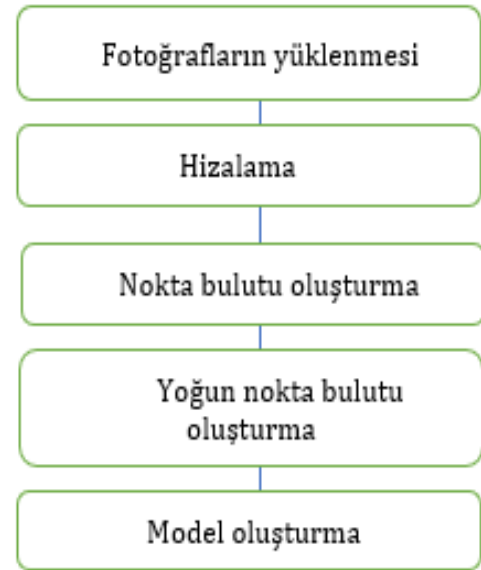 Fotoğrafların yüklenmesi
Hizalama
Nokta bulutu oluşturma
Yoğun nokta bulutu
oluşturma
Model oluşturma